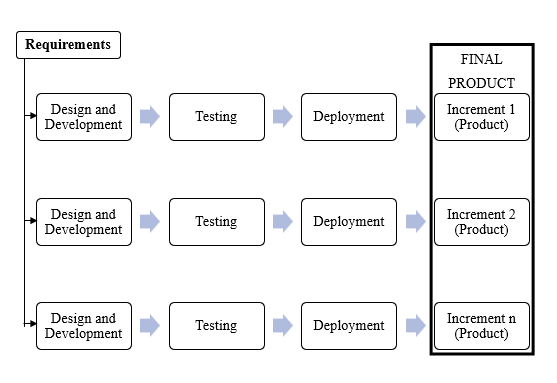 Requirements
FINAL
PRODUCT
Design and
Development
Testing
Deployment
Increment 1
(Product)
Design and
Development
Testing
Deployment
Increment 2
(Product)
Design and
Development
Testing
Deployment
Increment n
(Product)